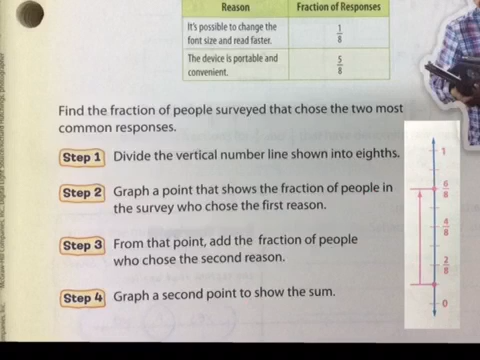 Reason Fraction of Responses
It's possible to change the
font size and read faster.
1/8
The device is portable and
convenient.
5/8
Find the fraction of people surveyed that chose the two most
common responses.
Step 1 Divide the vertical number line shown into eighths.
Step 2 Graph a point that shows the fraction of people in
the survey who chose the first reason.
Step 3 From that point, add the fraction of people
who chose the second reason.
Step 4 Graph a second point to show the sum.
1
6/8
4/8
2/8
0